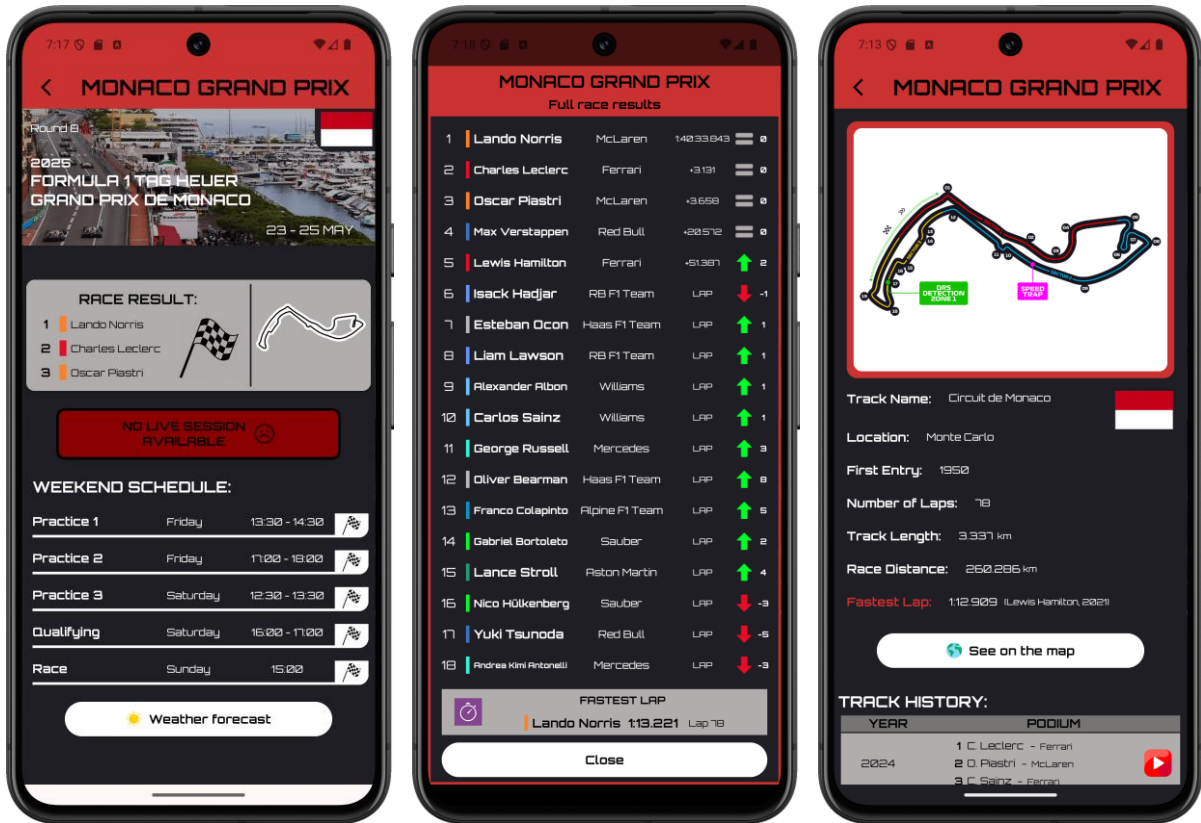 7:17
MONACO GRAND PRIX
Round 8
2025
FORMULA 1 TAG HEUER
GRAND PRIX DE MONACO
23 - 25 MAY
RACE RESULT:
1 Lando Norris
2 Charles Leclerc
3 Oscar Piastri
NO LIVE SESSION
AVAILABLE
WEEKEND SCHEDULE:
Practice 1 Friday 13:30 - 14:30
Practice 2 Friday 17:00 - 18:00
Practice 3 Saturday 12:30 - 13:30
Qualifying Saturday 16:00 - 17:00
Race Sunday 15:00
Weather forecast
7:18
MONACO GRAND PRIX
Full race results
1 Lando Norris McLaren 1:40:33.843 0
2 Charles Leclerc Ferrari +3.131 0
3 Oscar Piastri McLaren +3.658 0
4 Max Verstappen Red Bull +20.572 0
5 Lewis Hamilton Ferrari +51.387 2
6 Isack Hadjar RB F1 Team LAP -1
7 Esteban Ocon Haas F1 Team LAP 1
8 Liam Lawson RB F1 Team LAP 1
9 Alexander Albon Williams LAP 1
10 Carlos Sainz Williams LAP 1
11 George Russell Mercedes LAP 3
12 Oliver Bearman Haas F1 Team LAP 8
13 Franco Colapinto Alpine F1 Team LAP 5
14 Gabriel Bortoleto Sauber LAP 2
15 Lance Stroll Aston Martin LAP 4
16 Nico Hülkenberg Sauber LAP -3
17 Yuki Tsunoda Red Bull LAP -5
18 Andrea Kimi Antonelli Mercedes LAP -3
FASTEST LAP
Lando Norris 1:13.221 Lap 78
Close
7:13
MONACO GRAND PRIX
SECTOR 2
DRS
DETECTION
ZONE 1
SPEED
TRAP
Track Name: Circuit de Monaco
Location: Monte Carlo
First Entry: 1950
Number of Laps: 78
Track Length: 3.337 km
Race Distance: 260.286 km
Fastest Lap: 1:12.909 (Lewis Hamilton, 2021)
See on the map
TRACK HISTORY:
YEAR PODIUM
2024
1 C. Leclerc - Ferrari
2 O. Piastri - McLaren
3 C. Sainz - Ferrari